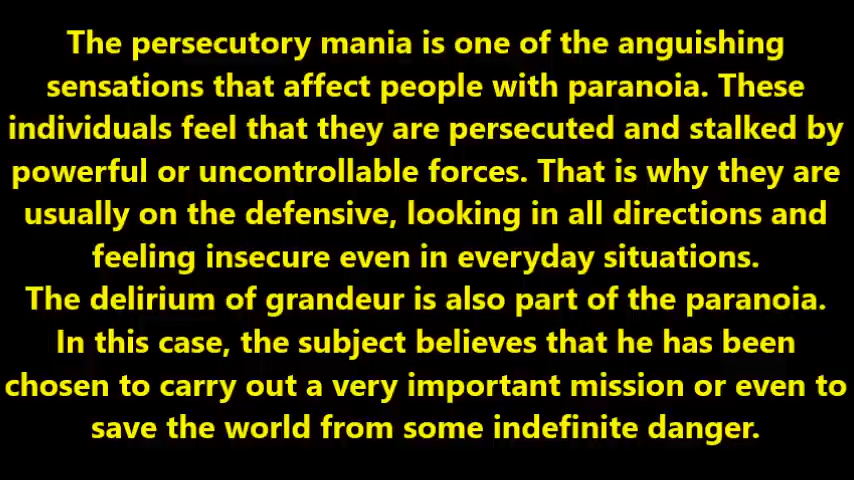 The persecutory mania is one of the anguishing
sensations that affect people with paranoia. These
individuals feel that they are persecuted and stalked by
powerful or uncontrollable forces. That is why they are
usually on the defensive, looking in all directions and
feeling insecure even in everyday situations.
The delirium of grandeur is also part of the paranoia.
In this case, the subject believes that he has been
chosen to carry out a very important mission or even to
save the world from some indefinite danger.